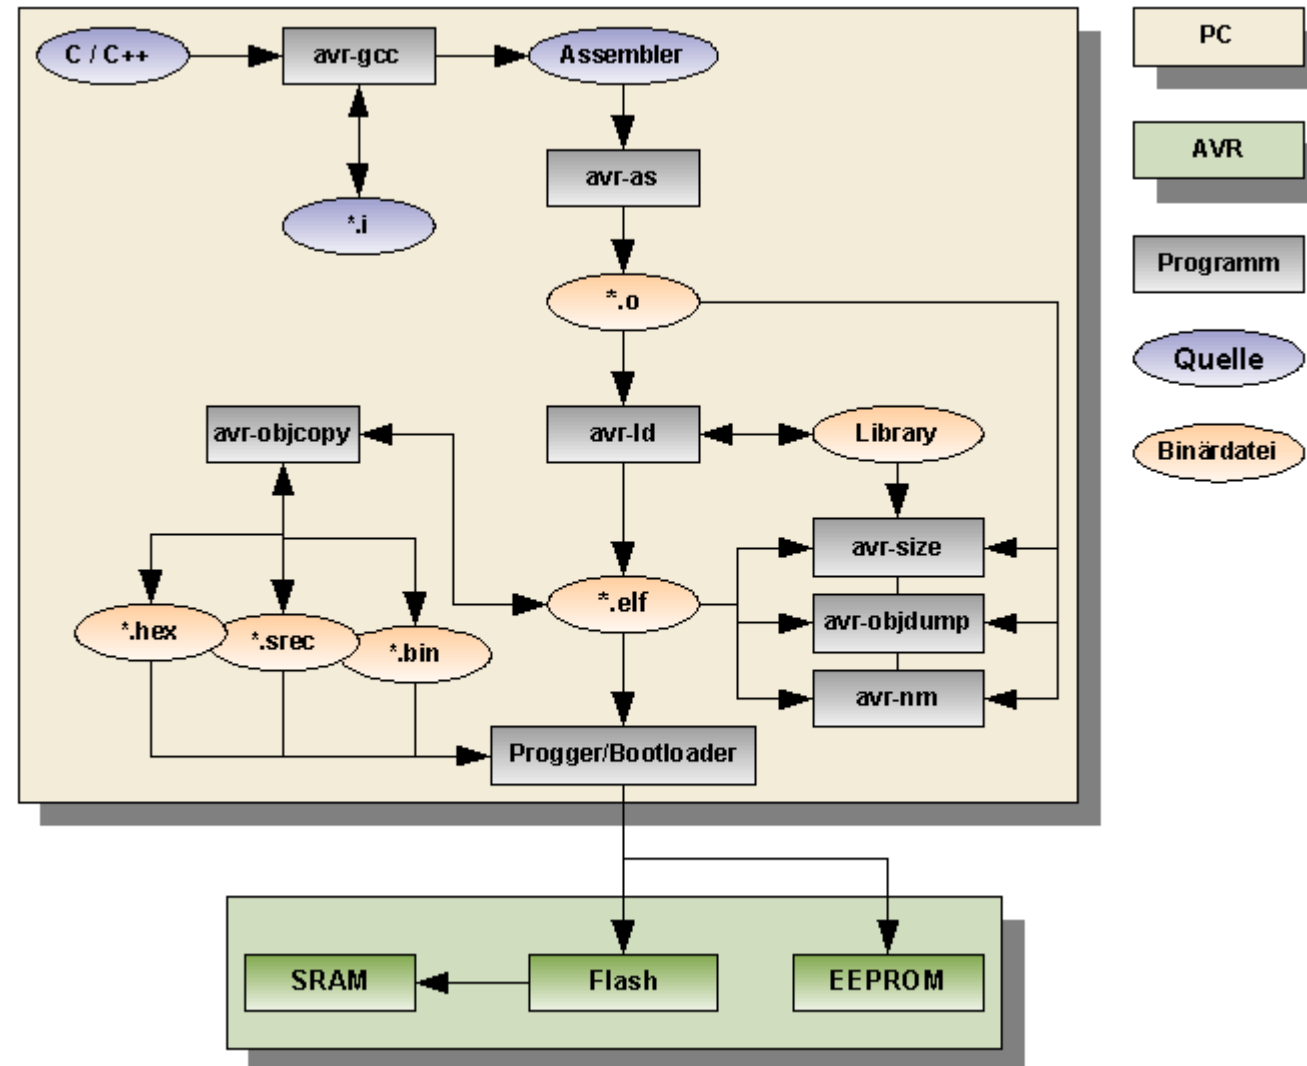 C / C++
avr-gcc
Assembler
PC
AVR
avr-as
*.i
Programm
*.o
Quelle
avr-objcopy
avr-ld
Library
Binärdatei
avr-size
*.elf
avr-objdump
*.hex
*.srec
*.bin
avr-nm
Progger/Bootloader
SRAM
Flash
EEPROM